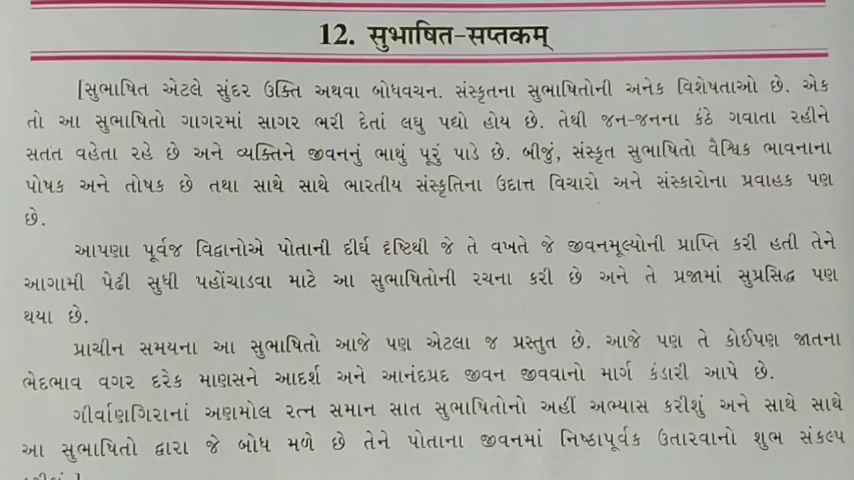 12. सुभाषित-सप्तकम्
[સુભાષિત એટલે સુંદર ઉક્તિ અથવા બોધવચન. સંસ્કૃતના સુભાષિતોની અનેક વિશેષતાઓ છે. એક
તો આ સુભાષિતો ગાગરમાં સાગર ભરી દેતાં લઘુ પદ્યો હોય છે. તેથી જન-જનના કંઠે ગવાતા રહીને
સતત વહેતા રહે છે અને વ્યક્તિને જીવનનું ભાથું પૂરું પાડે છે. બીજું, સંસ્કૃત સુભાષિતો વૈશ્વિક ભાવનાના
પોષક અને તોષક છે તથા સાથે સાથે ભારતીય સંસ્કૃતિના ઉદાત્ત વિચારો અને સંસ્કારોના પ્રવાહક પણ
છે.
આપણા પૂર્વજ વિદ્વાનોએ પોતાની દીર્ઘ દૃષ્ટિથી જે તે વખતે જે જીવનમૂલ્યોની પ્રાપ્તિ કરી હતી તેને
આગામી પેઢી સુધી પહોંચાડવા માટે આ સુભાષિતોની રચના કરી છે અને તે પ્રજામાં સુપ્રસિદ્ધ પણ
થયા છે.
પ્રાચીન સમયના આ સુભાષિતો આજે પણ એટલા જ પ્રસ્તુત છે. આજે પણ તે કોઈપણ જાતના
ભેદભાવ વગર દરેક માણસને આદર્શ અને આનંદપ્રદ જીવન જીવવાનો માર્ગ કંડારી આપે છે.
ગીર્વાણગિરાનાં અણમોલ રત્ન સમાન સાત સુભાષિતોનો અહીં અભ્યાસ કરીશું અને સાથે સાથે
આ સુભાષિતો દ્વારા જે બોધ મળે છે તેને પોતાના જીવનમાં નિષ્ઠાપૂર્વક ઉતારવાનો શુભ સંકલ્પ